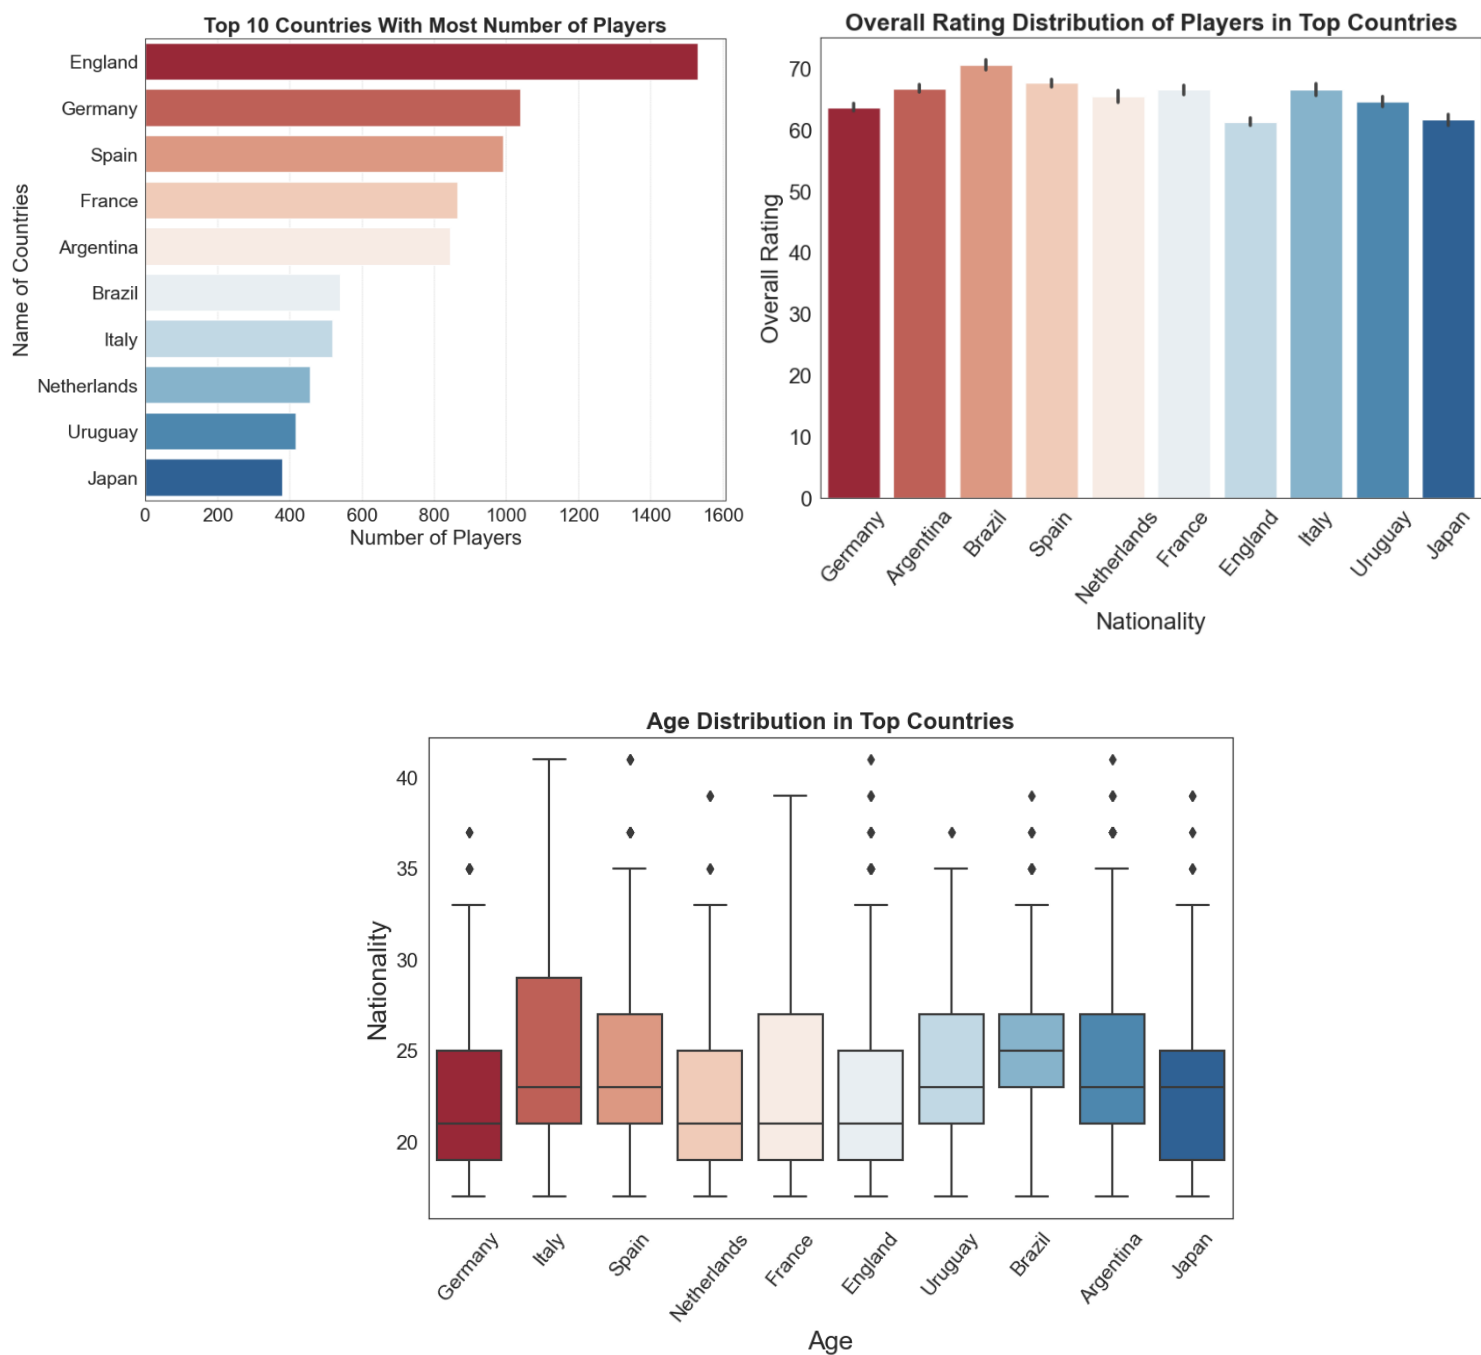 Top 10 Countries With Most Number of Players
Name of Countries
England
Germany
Spain
France
Argentina
Brazil
Italy
Netherlands
Uruguay
Japan
0 200 400 600 800 1000 1200 1400 1600
Number of Players
Overall Rating Distribution of Players in Top Countries
Overall Rating
70
60
50
40
30
20
10
0
Germany Argentina Brazil Spain Netherlands France England Italy Uruguay Japan
Nationality
Age Distribution in Top Countries
Nationality
40
35
30
25
20
Germany Italy Spain Netherlands France England Uruguay Brazil Argentina Japan
Age